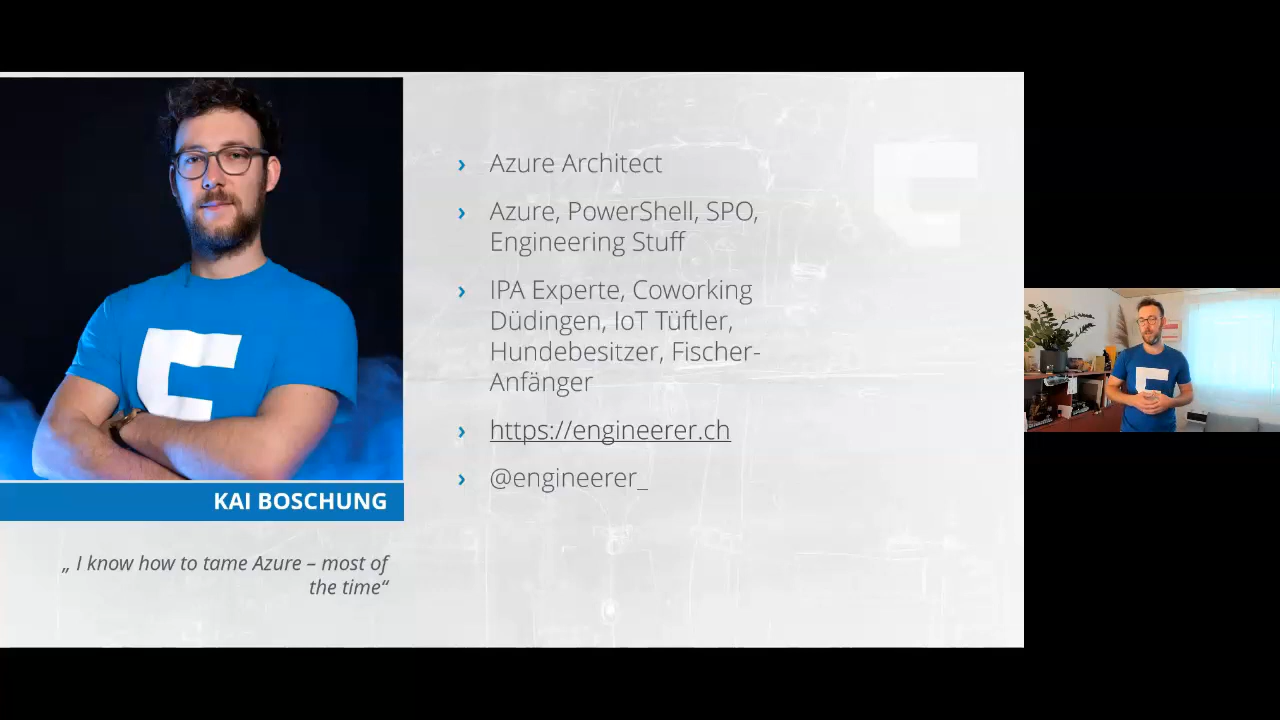 Azure Architect
Azure, PowerShell, SPO,
Engineering Stuff
IPA Experte, Coworking
Düdingen, IoT Tüftler,
Hundebesitzer, Fischer-
Anfänger
https://engineerer.ch
@engineerer_
KAI BOSCHUNG
„ I know how to tame Azure – most of
the time“